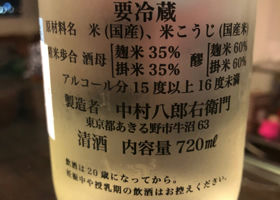 要冷蔵
原材料名 米(国産)、米こうじ(国産米)
米歩合 酒母 麹米35% 掛米35% 醪 麹米60% 掛米60%
アルコール分15度以上16度未満
製造者 中村八郎右衛門
東京都あきる野市牛沼63
清酒 内容量720ml
飲酒は20歳になってから。
妊娠中や授乳期の飲酒はお控えください。